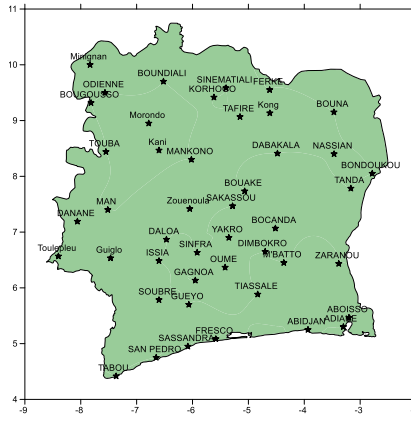 11
10
9
8
7
6
5
4
Minignan
ODIENNE
BOUGOUSSO
BOUNDIALI
SINEMATIALI
FERKE
KORHOGO
TAFIRE
Kong
BOUNA
Morondo
TOUBA
Kani
MANKONO
DABAKALA
NASSIAN
BONDOUKOU
TANDA
BOUAKE
SAKASSOU
Zouenoula
MAN
DANANE
BOCANDA
DALOA
YAKRO
Toulepleu
Guiglo
ISSIA
SINFRA
DIMBOKRO
M'BATTO
OUME
ZARANOU
GAGNOA
SOUBRE
GUEYO
TIASSALE
ABOISSO
ADIAKE
ABIDJAN
FRESCO
SASSANDRA
SAN PEDRO
TABOU
-9 -8 -7 -6 -5 -4 -3